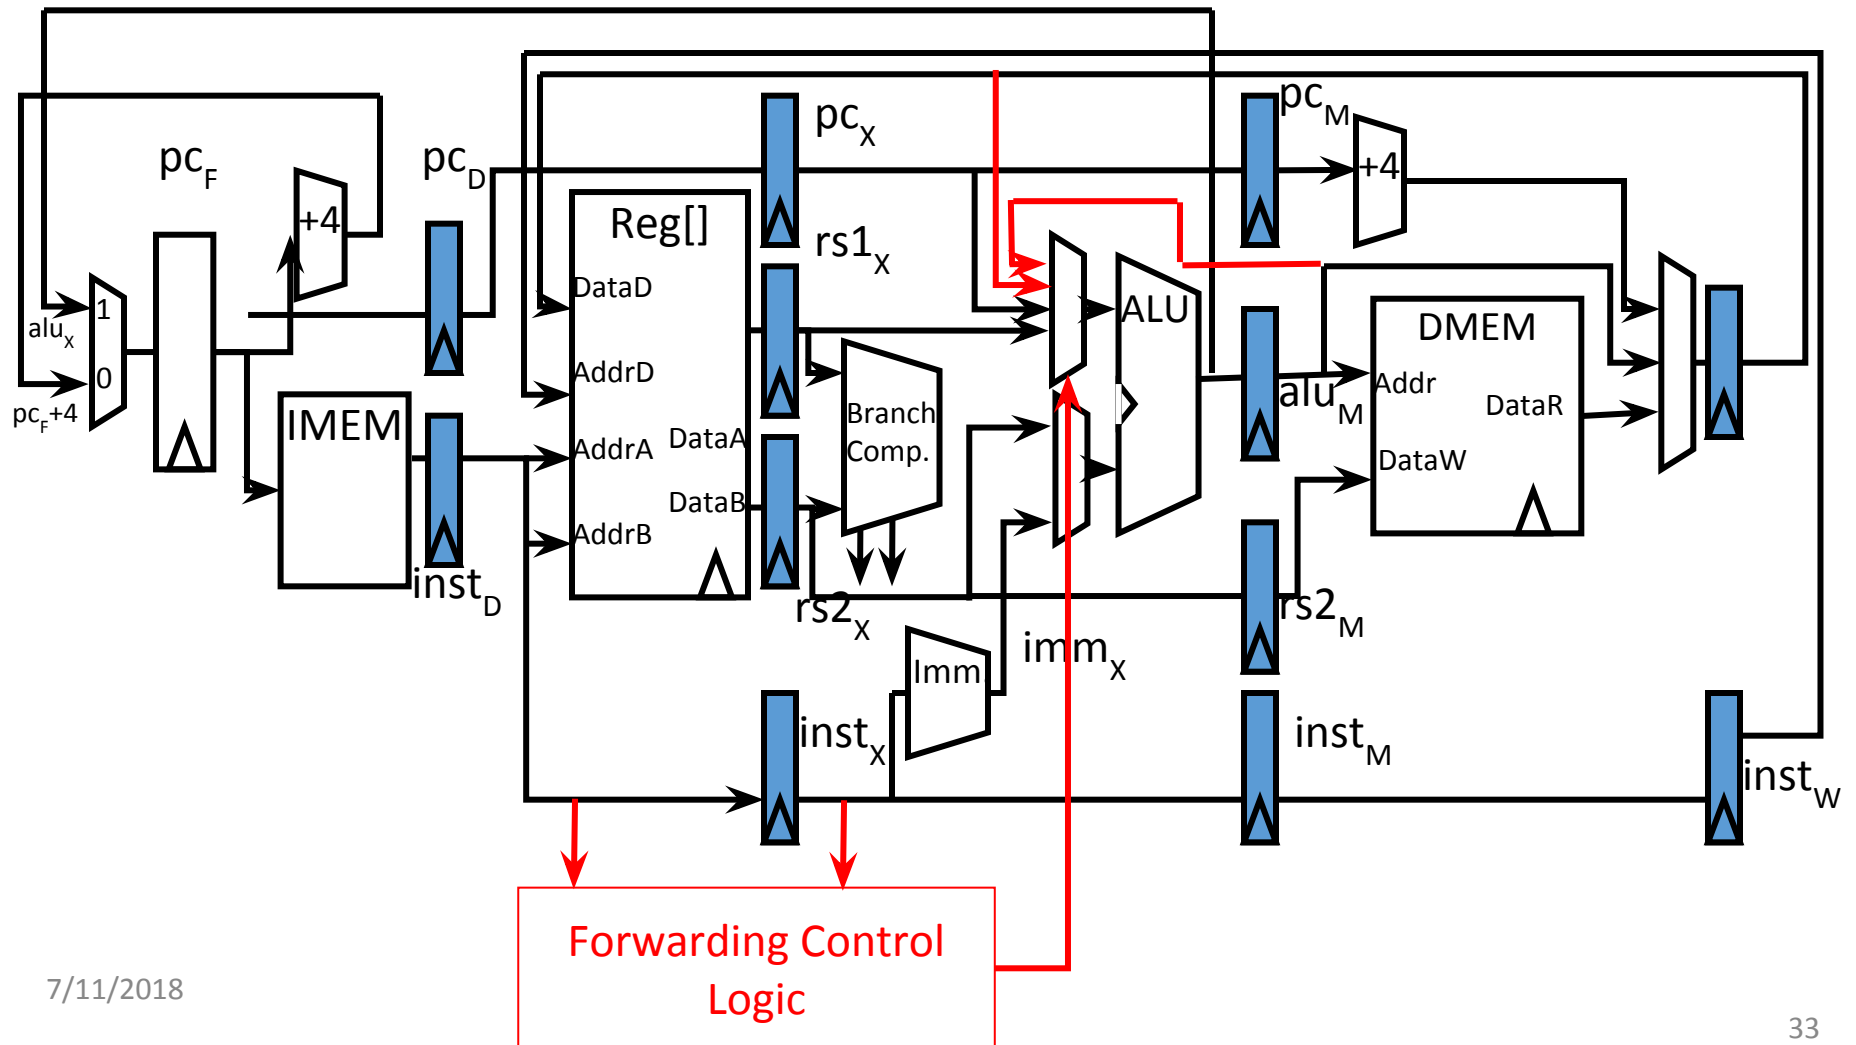 pcF
pcD
pcX
pcM
+4
+4
Reg[]
rs1X
DataD
ALU
DMEM
1
aluX
0
pcF+4
AddrD
IMEM
Branch
Comp.
aluM
Addr
DataR
DataA
AddrA
DataW
DataB
AddrB
instD
rs2X
rs2M
Imm.
immX
instX
instM
instW
Forwarding Control
Logic
7/11/2018
33